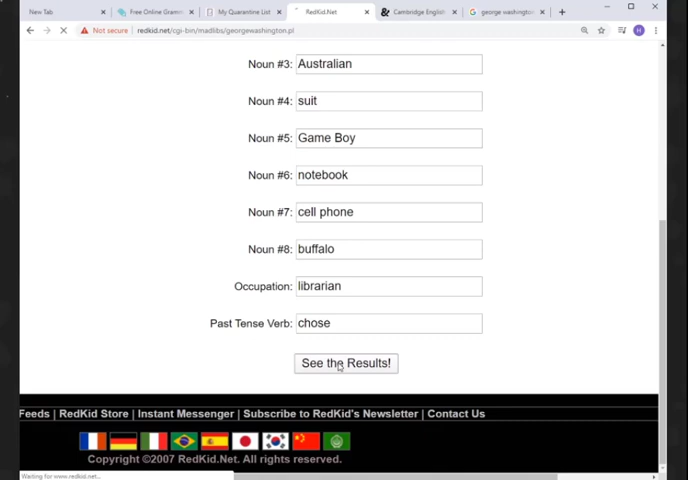 New Tab
Free Online Gramm
My Quarantine List
RedKid.Net
Cambridge English
george washington
Not secure | redkid.net/cgi-bin/madlibs/georgewashington.pl
H
Noun #3: Australian
Noun #4: suit
Noun #5: Game Boy
Noun #6: notebook
Noun #7: cell phone
Noun #8: buffalo
Occupation: librarian
Past Tense Verb: chose
See the Results!
Feeds | RedKid Store | Instant Messenger | Subscribe to RedKid's Newsletter | Contact Us
Copyright ©2007 RedKid.Net. All rights reserved.
Waiting for www.redkid.net...